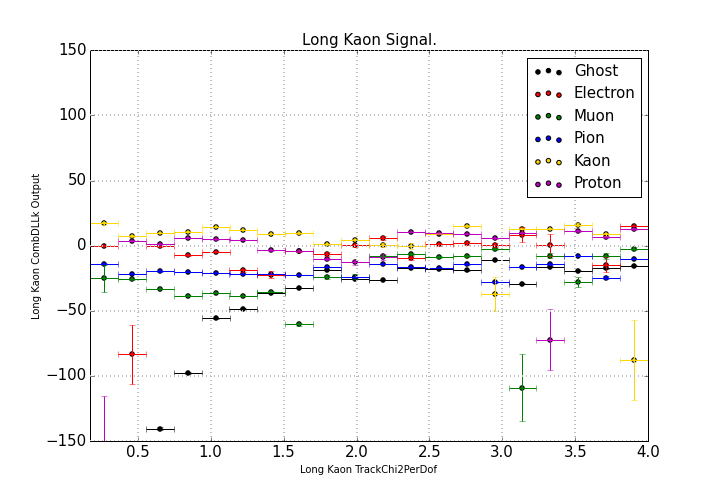 Long Kaon Signal.
150
100
50
0
−50
−100
−150
Long Kaon CombDLLk Output
Ghost
Electron
Muon
Pion
Kaon
Proton
0.5 1.0 1.5 2.0 2.5 3.0 3.5 4.0
Long Kaon TrackChi2PerDof